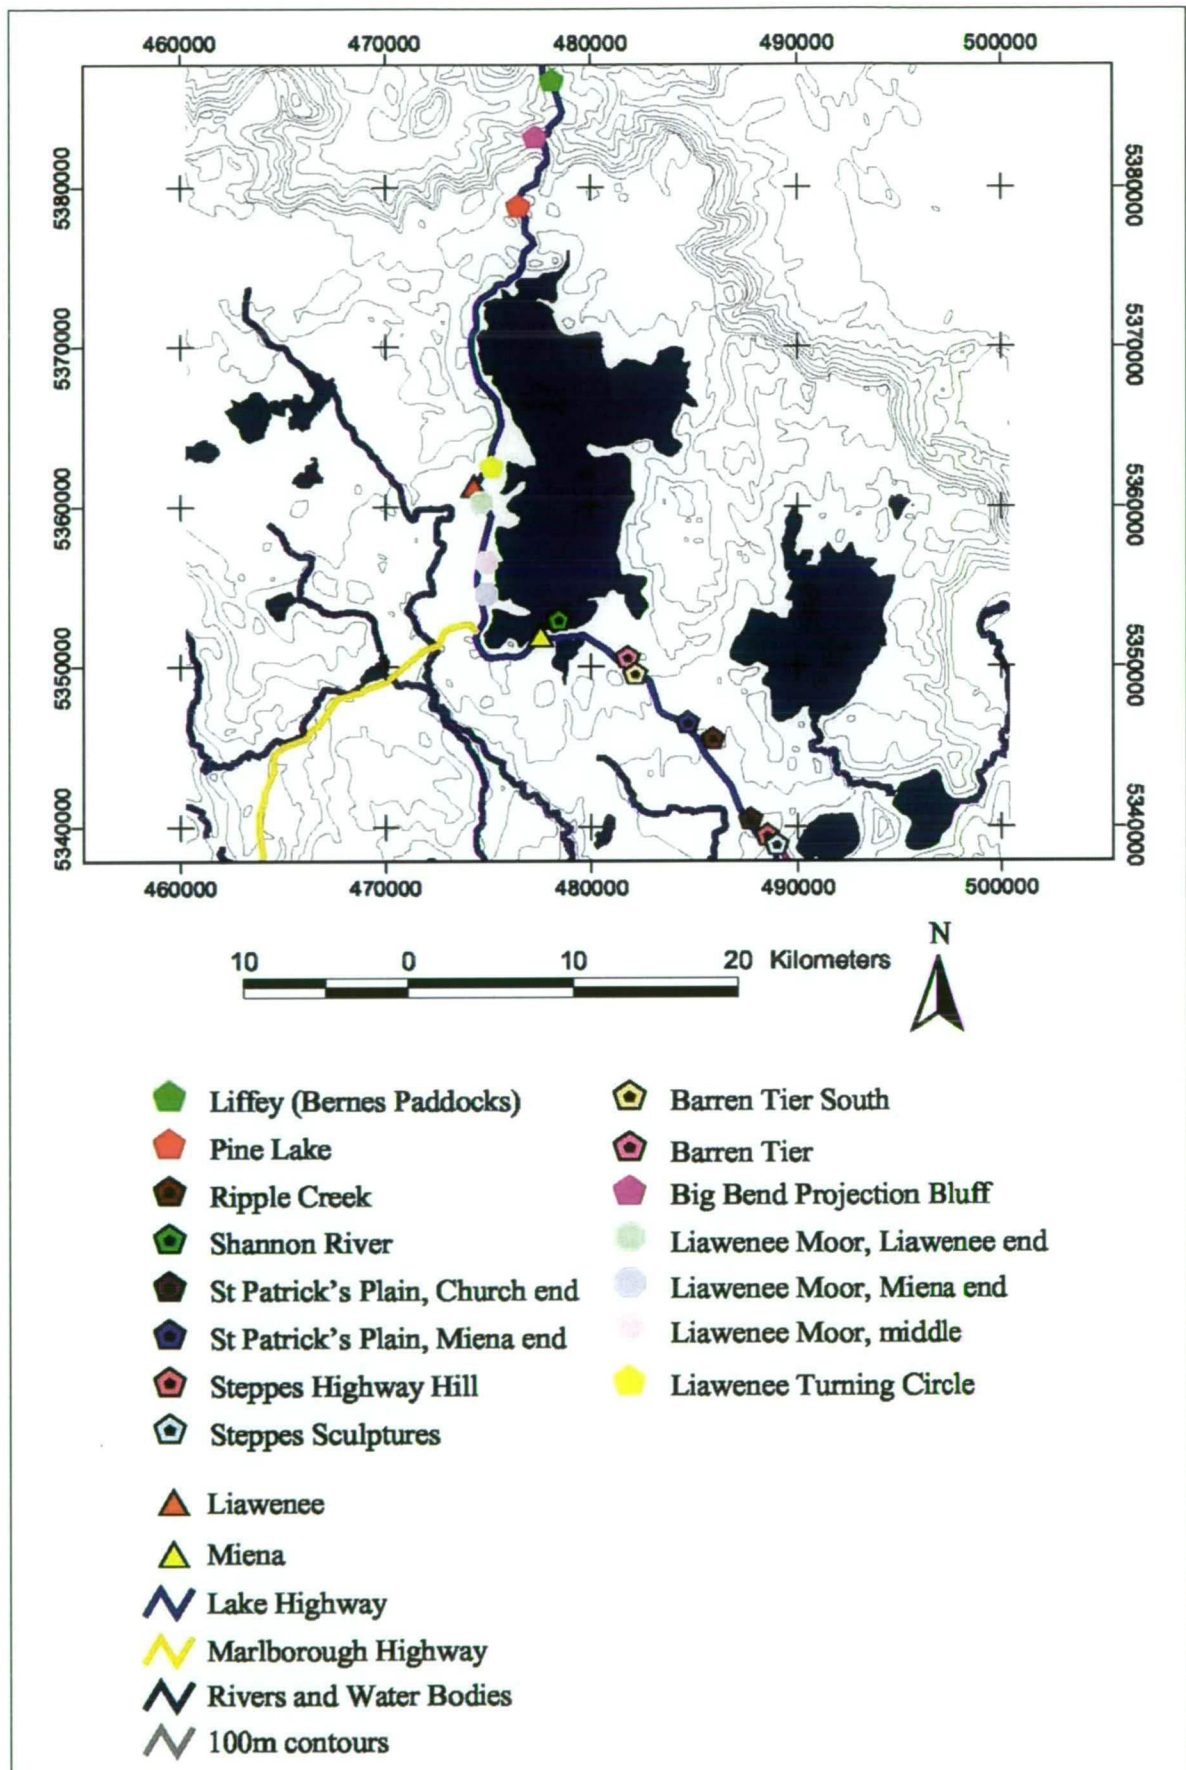 460000 470000 480000 490000 500000
5380000
5370000
5360000
5350000
5340000
5380000
5370000
5360000
5350000
5340000
460000 470000 480000 490000 500000
10 0 10 20 Kilometers
N
Liffey (Bernes Paddocks)
Pine Lake
Ripple Creek
Shannon River
St Patrick's Plain, Church end
St Patrick's Plain, Miena end
Steppes Highway Hill
Steppes Sculptures
Barren Tier South
Barren Tier
Big Bend Projection Bluff
Liawenee Moor, Liawenee end
Liawenee Moor, Miena end
Liawenee Moor, middle
Liawenee Turning Circle
Liawenee
Miena
Lake Highway
Marlborough Highway
Rivers and Water Bodies
100m contours